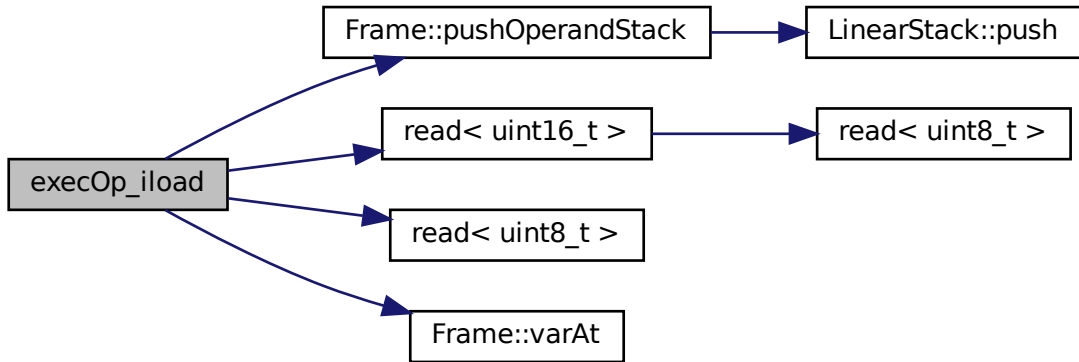 Frame::pushOperandStack
LinearStack::push
read< uint16_t >
read< uint8_t >
execOp_iload
read< uint8_t >
Frame::varAt